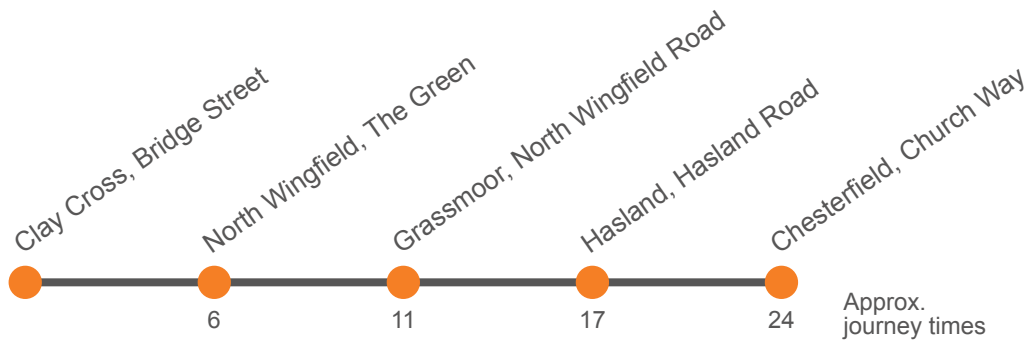 Clay Cross, Bridge Street
North Wingfield, The Green
Grassmoor, North Wingfield Road
Hasland, Hasland Road
Chesterfield, Church Way
6
11
17
24
Approx.
journey times